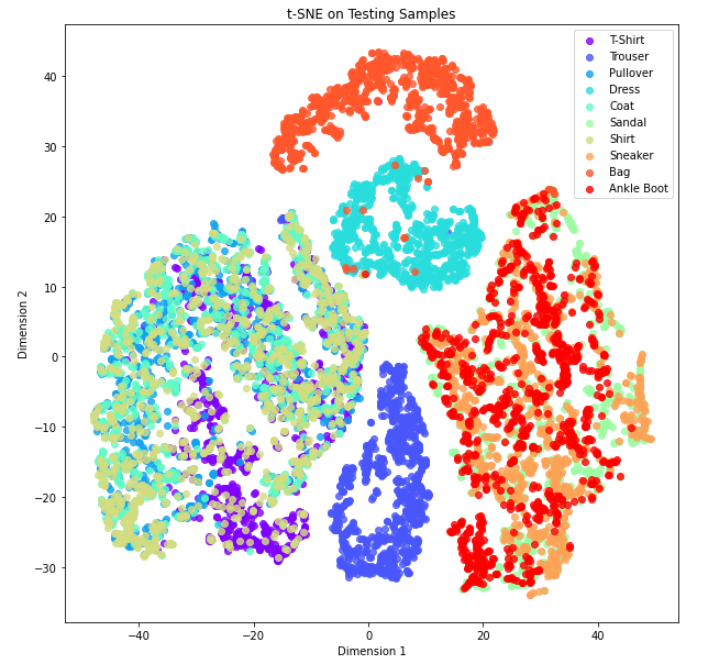 t-SNE on Testing Samples
T-Shirt
Trouser
Pullover
Dress
Coat
Sandal
Shirt
Sneaker
Bag
Ankle Boot
40
30
20
10
0
−10
−20
−30
Dimension 2
−40
−20
0
20
40
Dimension 1